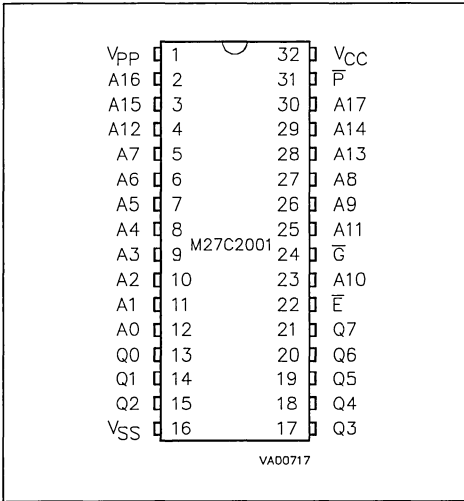 VPP 1 32 VCC
A16 2 31 P̅
A15 3 30 A17
A12 4 29 A14
A7 5 28 A13
A6 6 27 A8
A5 7 26 A9
A4 8 25 A11
M27C2001
A3 9 24 G̅
A2 10 23 A10
A1 11 22 E̅
A0 12 21 Q7
Q0 13 20 Q6
Q1 14 19 Q5
Q2 15 18 Q4
VSS 16 17 Q3
VA00717